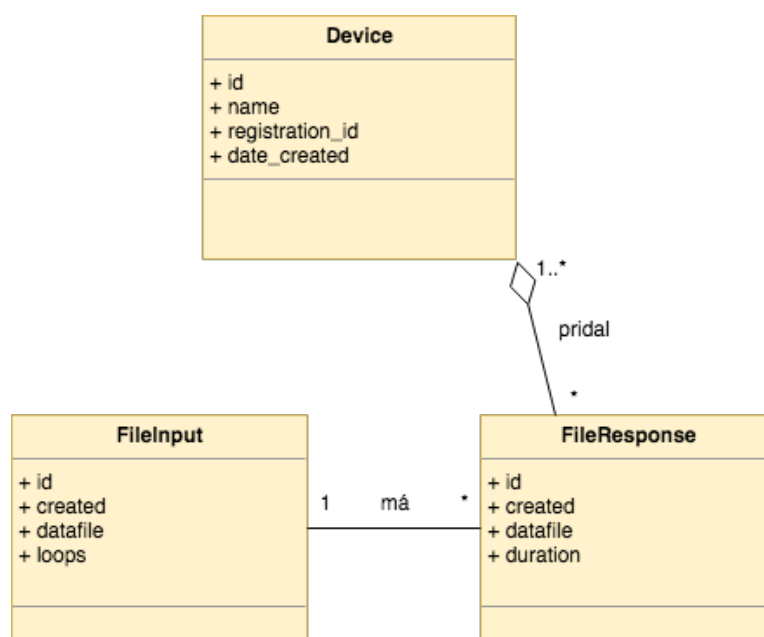 Device
+ id
+ name
+ registration_id
+ date_created
1..*
pridal
*
FileInput
+ id
+ created
+ datafile
+ loops
1 má *
FileResponse
+ id
+ created
+ datafile
+ duration